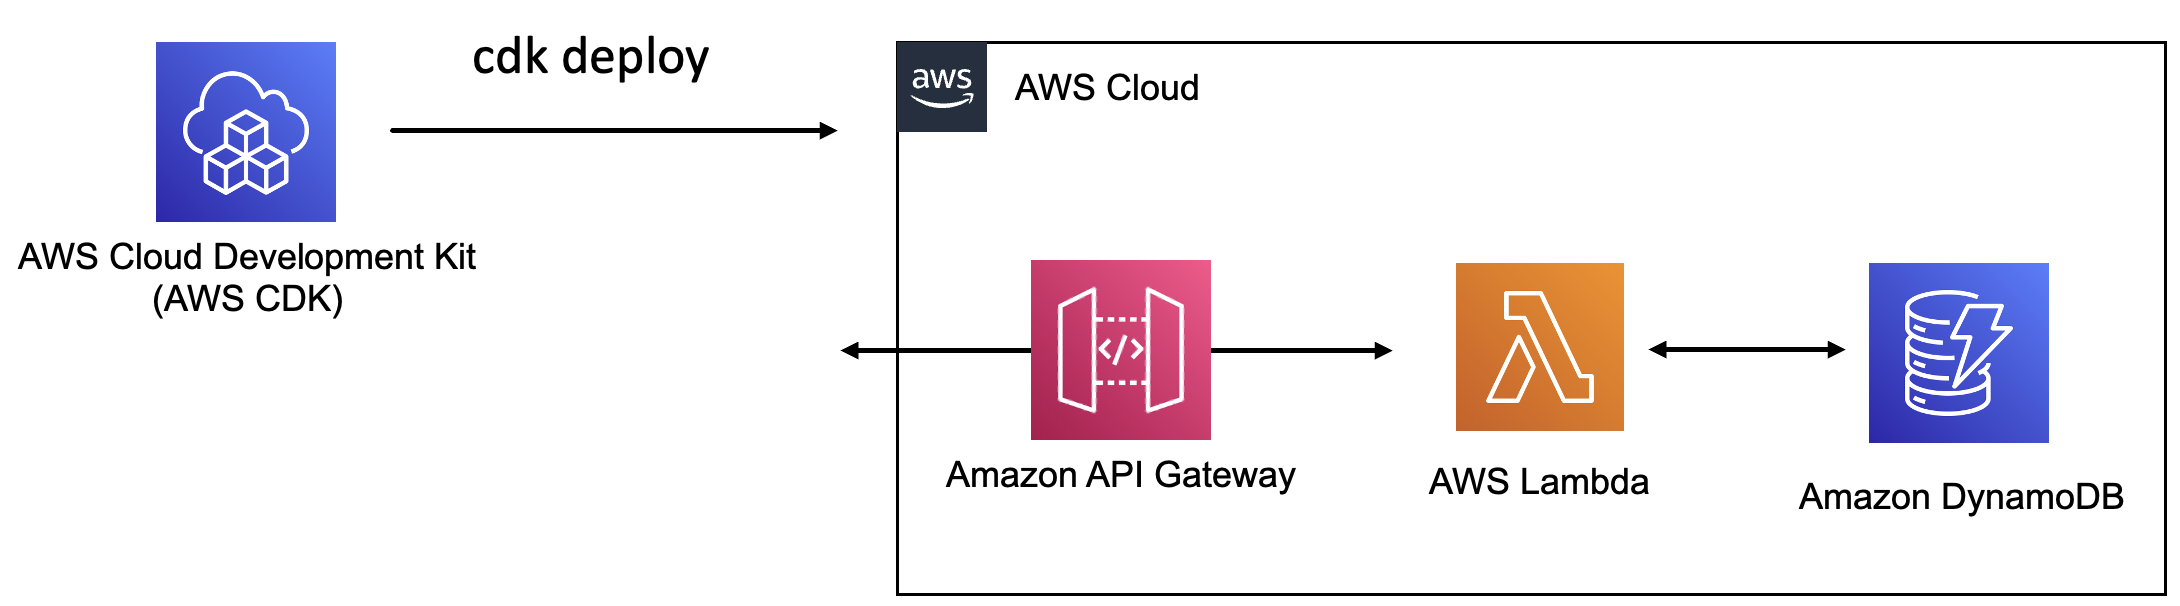 cdk deploy
aws
AWS Cloud
AWS Cloud Development Kit
(AWS CDK)
</>
Amazon API Gateway
AWS Lambda
Amazon DynamoDB